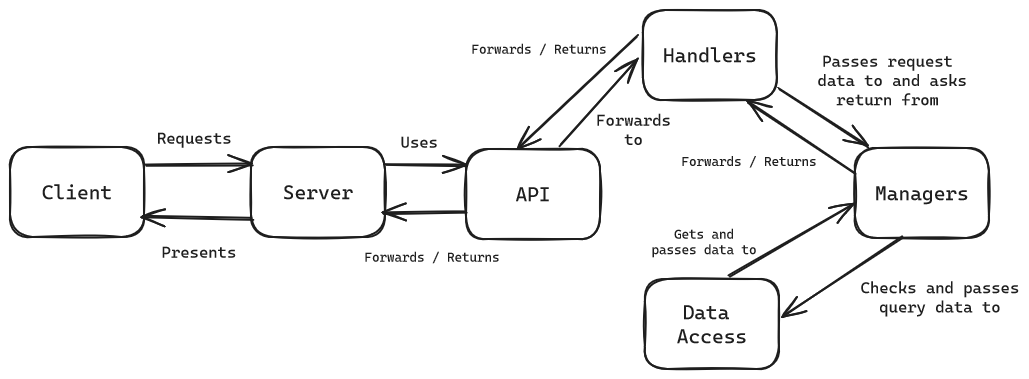 Forwards / Returns
Handlers
Passes request
data to and asks
return from
Forwards
to
Requests
Uses
Forwards / Returns
Client
Server
API
Managers
Presents
Forwards / Returns
Gets and
passes data to
Checks and passes
query data to
Data
Access